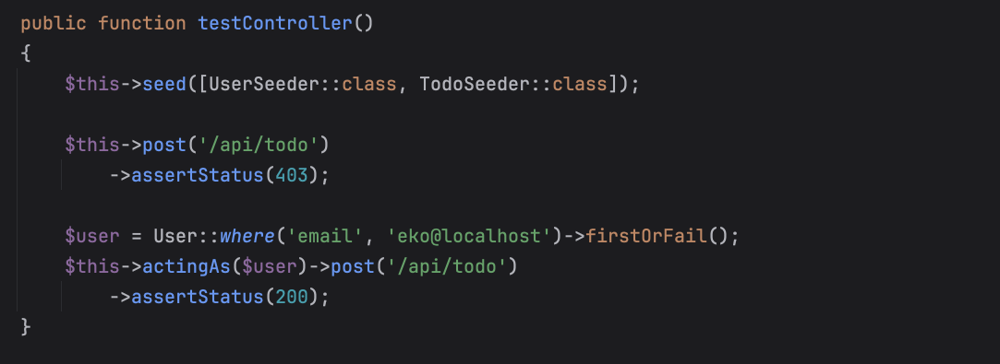 public function testController()
{
    $this->seed([UserSeeder::class, TodoSeeder::class]);

    $this->post('/api/todo')
        ->assertStatus(403);

    $user = User::where('email', 'eko@localhost')->firstOrFail();
    $this->actingAs($user)->post('/api/todo')
        ->assertStatus(200);
}